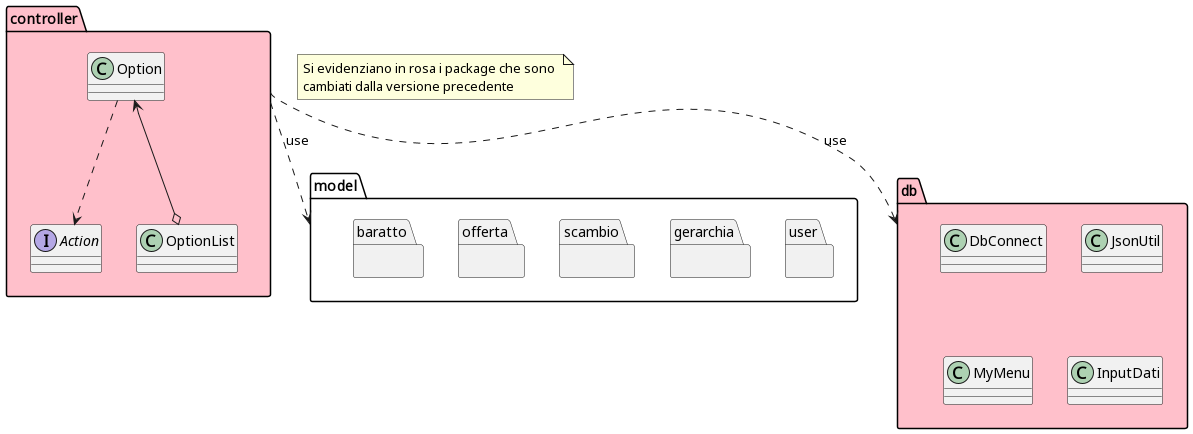 controller
C Option
I Action
C OptionList
Si evidenziano in rosa i package che sono
cambiati dalla versione precedente
use
use
model
baratto
offerta
scambio
gerarchia
user
db
C DbConnect
C JsonUtil
C MyMenu
C InputDati